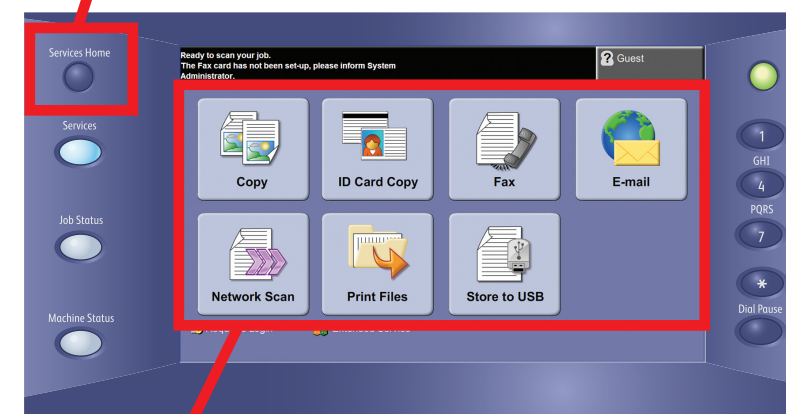 Services Home
Ready to scan your job.
The Fax card has not been set-up, please inform System
Administrator.
? Guest
Services
1
Copy
ID Card Copy
Fax
E-mail
GHI
4
PQRS
Job Status
7
Network Scan
Print Files
Store to USB
*
Machine Status
Dial Pause
Login
Extended Service